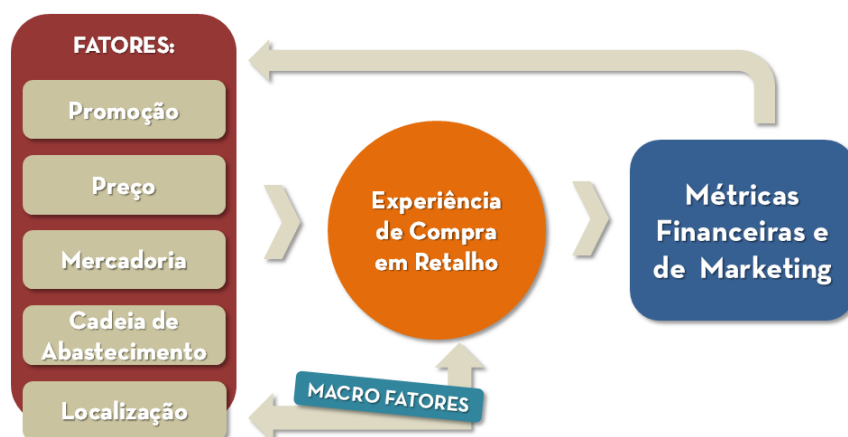 FATORES:
Promoção
Preço
Mercadoria
Cadeia de
Abastecimento
Localização
Experiência
de Compra
em Retalho
MACRO FATORES
Métricas
Financeiras e
de Marketing